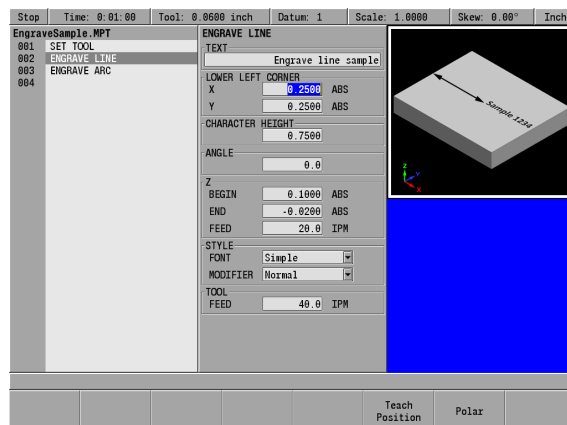 Stop Time: 0:01:00 Tool: 0.0600 inch Datum: 1 Scale: 1.0000 Skew: 0.00° Inch
EngraveSample.MPT
001 SET TOOL
002 ENGRAVE LINE
003 ENGRAVE ARC
004
ENGRAVE LINE
TEXT
Engrave line sample
LOWER LEFT CORNER
X 0.2500 ABS
Y 0.2500 ABS
CHARACTER HEIGHT
0.7500
ANGLE
0.0
Z
BEGIN 0.1000 ABS
END -0.0200 ABS
FEED 20.0 IPM
STYLE
FONT Simple
MODIFIER Normal
TOOL
FEED 40.0 IPM
Sample 1234
Z
Y
X
Teach Position
Polar